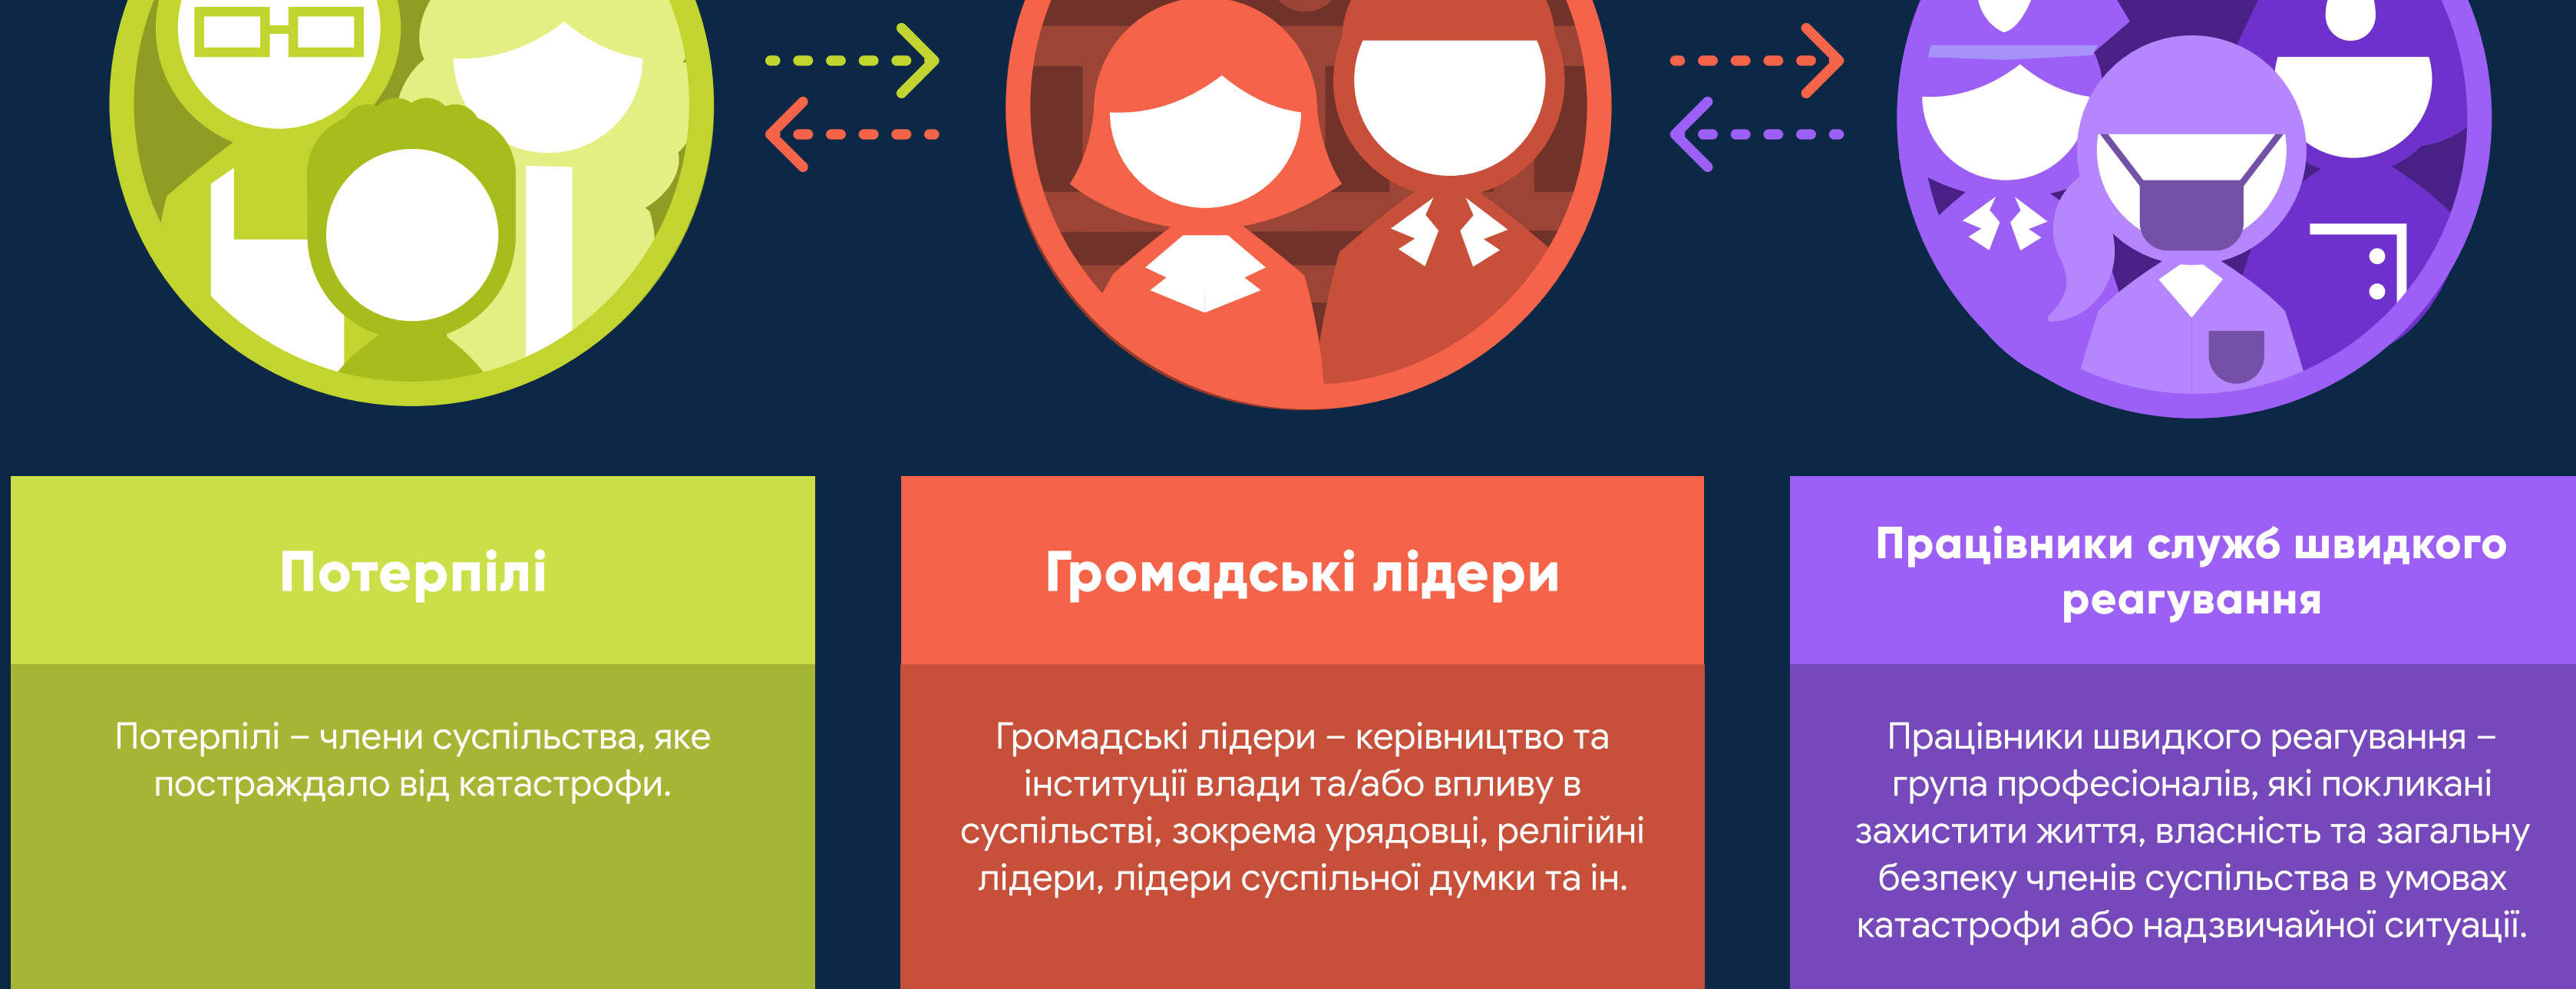 Потерпілі
Потерпілі – члени суспільства, яке
постраждало від катастрофи.
Громадські лідери
Громадські лідери – керівництво та
інституції влади та/або впливу в
суспільстві, зокрема урядовці, релігійні
лідери, лідери суспільної думки та ін.
Працівники служб швидкого
реагування
Працівники швидкого реагування –
група професіоналів, які покликані
захистити життя, власність та загальну
безпеку членів суспільства в умовах
катастрофи або надзвичайної ситуації.